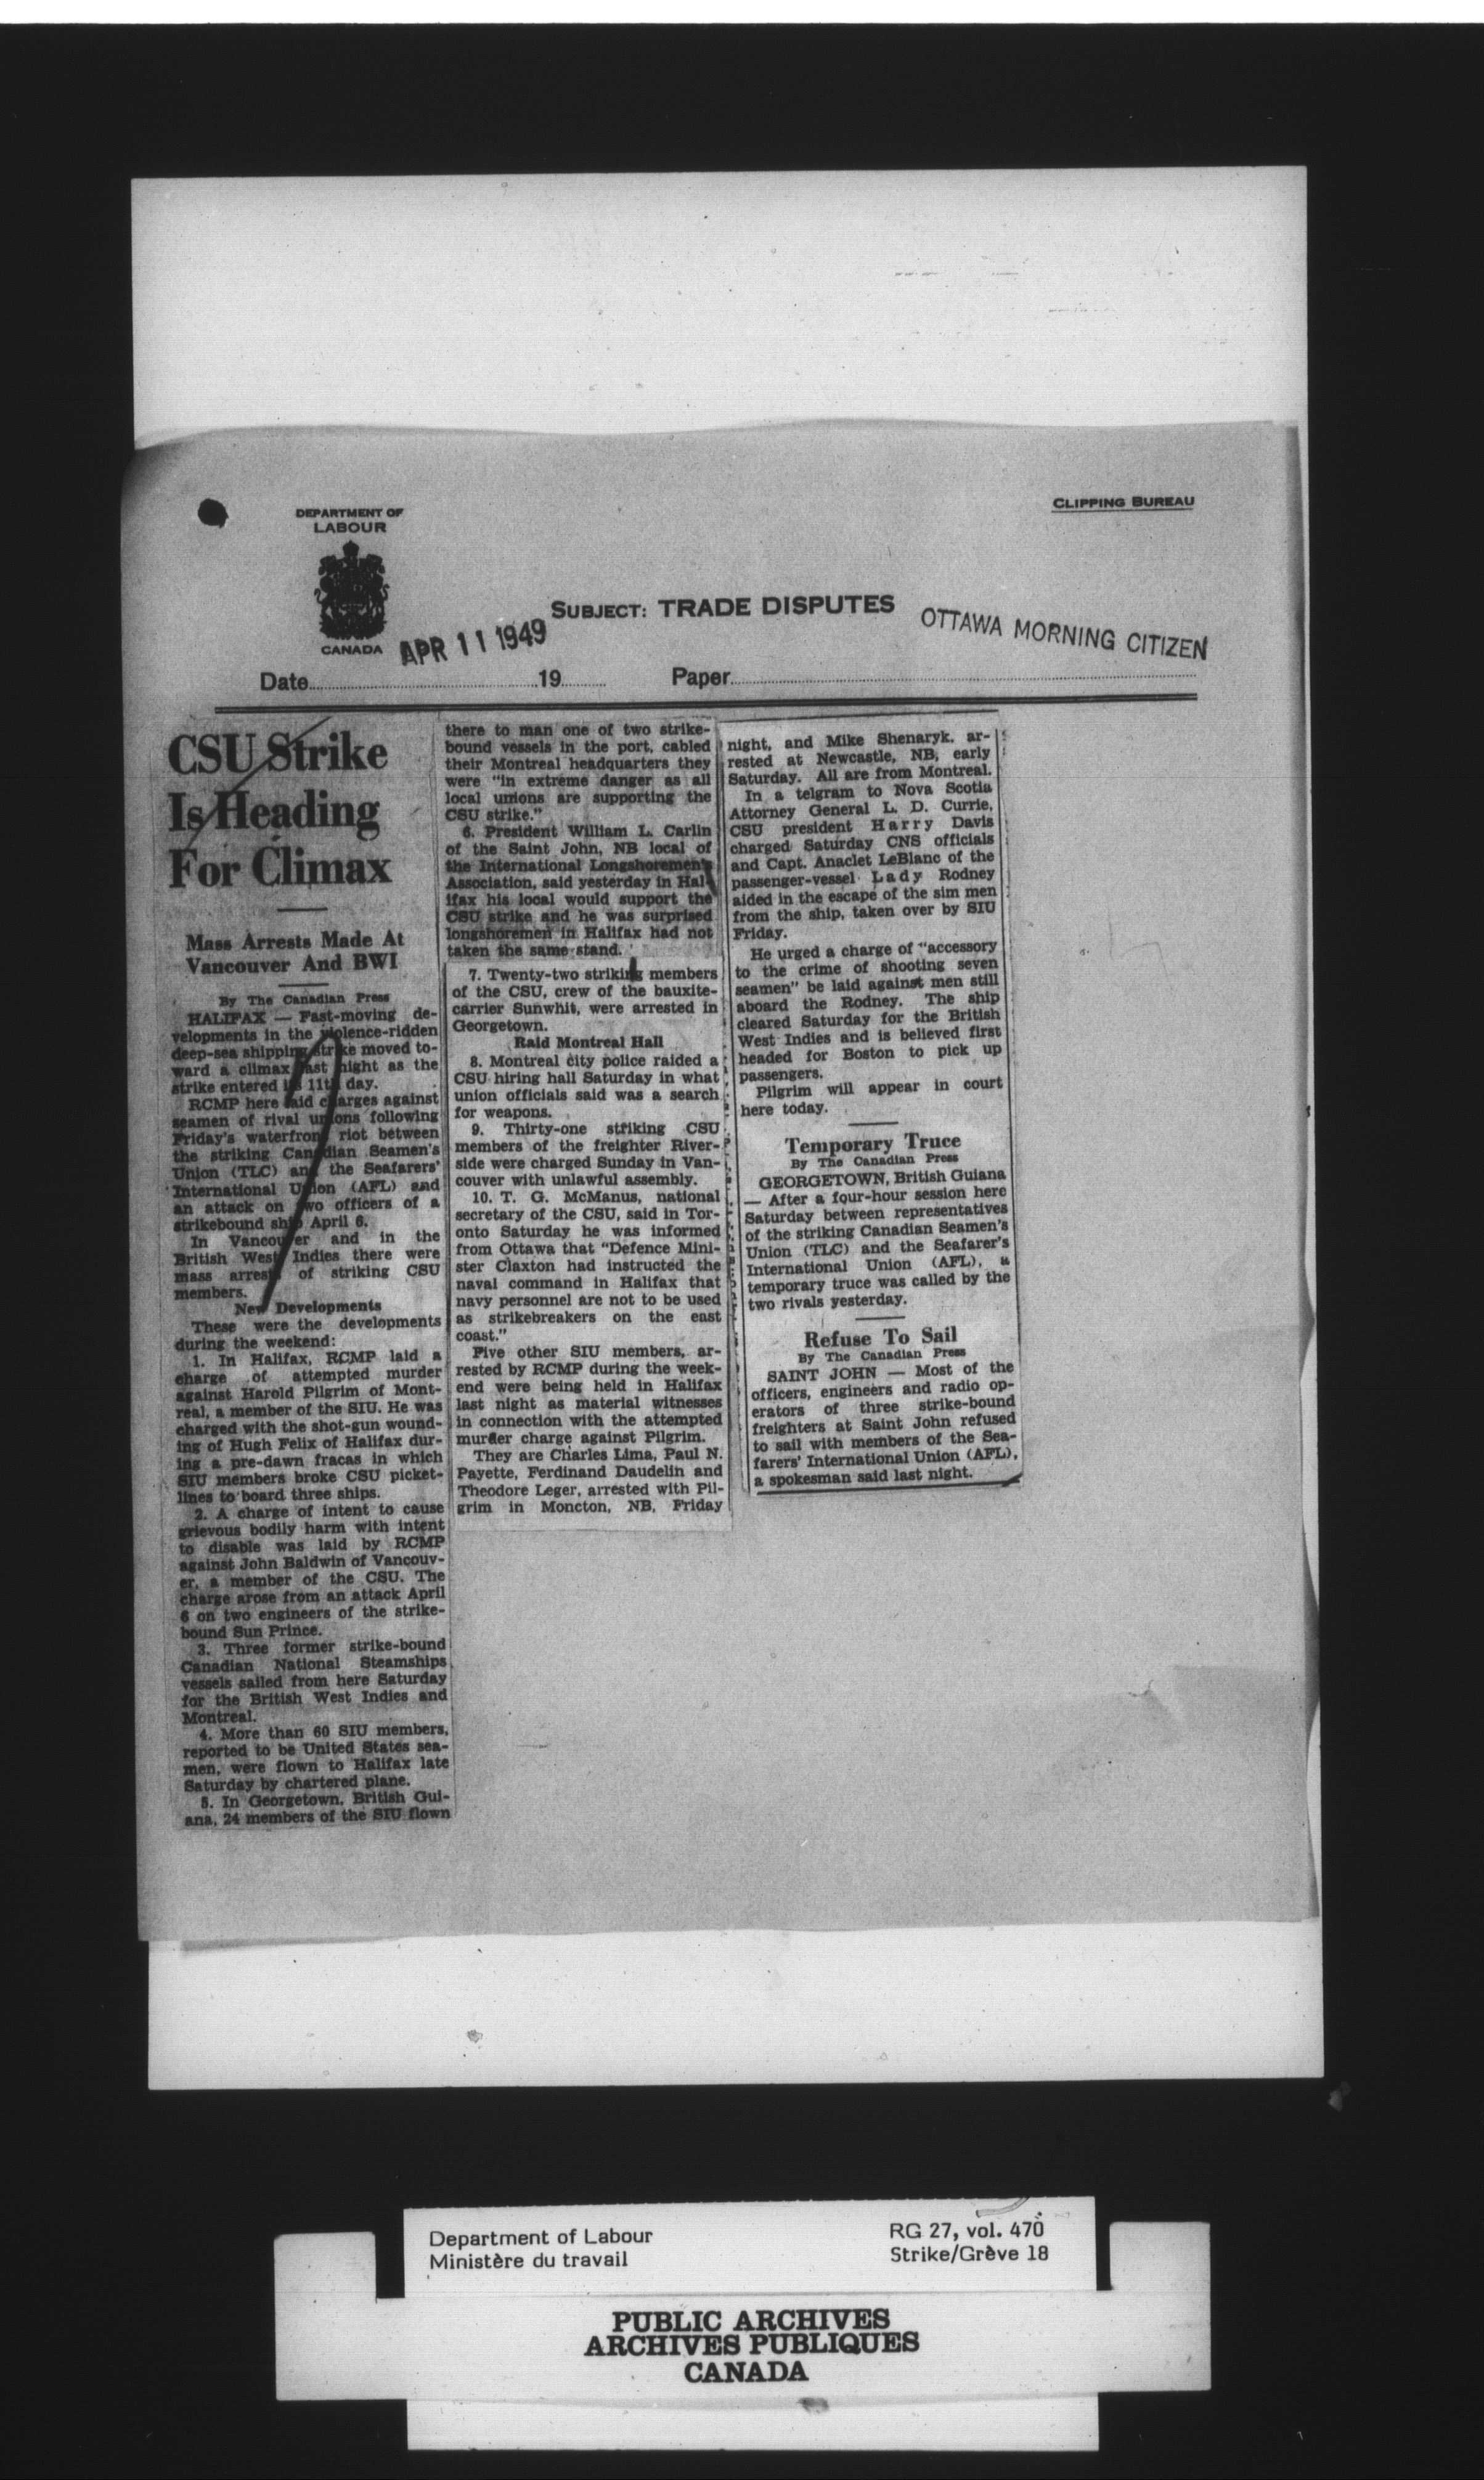 CLIPPING BUREAU
DEPARTMENT OF
LABOUR
CANADA
SUBJECT: TRADE DISPUTES
APR 11 1949
OTTAWA MORNING CITIZEN
Date 19 Paper
CSU Strike
Is Heading
For Climax
Mass Arrests Made At
Vancouver And BWI
By The Canadian Press
HALIFAX — Fast-moving de-
velopments in the violence-ridden
deep-sea shipping strike moved to-
ward a climax last night as the
strike entered its 11th day.
RCMP here laid charges against
seamen of rival unions following
Friday's waterfront riot between
the striking Canadian Seamen's
Union (TLC) and the Seafarers'
International Union (AFL) and
an attack on two officers of a
strikebound ship April 6.
In Vancouver and in the
British West Indies there were
mass arrests of striking CSU
members.
New Developments
These were the developments
during the weekend:
1. In Halifax, RCMP laid a
charge of attempted murder
against Harold Pilgrim of Mont-
real, a member of the SIU. He was
charged with the shot-gun wound-
ing of Hugh Felix of Halifax dur-
ing a pre-dawn fracas in which
SIU members broke CSU picket-
lines to board three ships.
2. A charge of intent to cause
grievous bodily harm with intent
to disable was laid by RCMP
against John Baldwin of Vancouv-
er, a member of the CSU. The
charge arose from an attack April
6 on two engineers of the strike-
bound Sun Prince.
3. Three former strike-bound
Canadian National Steamships
vessels sailed from here Saturday
for the British West Indies and
Montreal.
4. More than 60 SIU members,
reported to be United States sea-
men, were flown to Halifax late
Saturday by chartered plane.
5. In Georgetown, British Gui-
ana, 24 members of the SIU flown
there to man one of two strike-
bound vessels in the port, cabled
their Montreal headquarters they
were "in extreme danger as all
local unions are supporting the
CSU strike."
6. President William L. Carlin
of the Saint John, NB local of
the International Longshoremen's
Association, said yesterday in Hal-
ifax his local would support the
CSU strike and he was surprised
longshoremen in Halifax had not
taken the same stand.
7. Twenty-two striking members
of the CSU, crew of the bauxite-
carrier Sunwhit, were arrested in
Georgetown.
Raid Montreal Hall
8. Montreal city police raided a
CSU hiring hall Saturday in what
union officials said was a search
for weapons.
9. Thirty-one striking CSU
members of the freighter River-
side were charged Sunday in Van-
couver with unlawful assembly.
10. T. G. McManus, national
secretary of the CSU, said in Tor-
onto Saturday he was informed
from Ottawa that "Defence Mini-
ster Claxton had instructed the
naval command in Halifax that
navy personnel are not to be used
as strikebreakers on the east
coast."
Five other SIU members, ar-
rested by RCMP during the week-
end were being held in Halifax
last night as material witnesses
in connection with the attempted
murder charge against Pilgrim.
They are Charles Lima, Paul N.
Payette, Ferdinand Daudelin and
Theodore Leger, arrested with Pil-
grim in Moncton, NB, Friday
night, and Mike Shenaryk, ar-
rested at Newcastle, NB, early
Saturday. All are from Montreal.
In a telgram to Nova Scotia
Attorney General L. D. Currie,
CSU president Harry Davis
charged Saturday CNS officials
and Capt. Anaclet LeBlanc of the
passenger-vessel Lady Rodney
aided in the escape of the sim men
from the ship, taken over by SIU
Friday.
He urged a charge of "accessory
to the crime of shooting seven
seamen" be laid against men still
aboard the Rodney. The ship
cleared Saturday for the British
West Indies and is believed first
headed for Boston to pick up
passengers.
Pilgrim will appear in court
here today.
Temporary Truce
By The Canadian Press
GEORGETOWN, British Guiana
— After a four-hour session here
Saturday between representatives
of the striking Canadian Seamen's
Union (TLC) and the Seafarer's
International Union (AFL), a
temporary truce was called by the
two rivals yesterday.
Refuse To Sail
By The Canadian Press
SAINT JOHN — Most of the
officers, engineers and radio op-
erators of three strike-bound
freighters at Saint John refused
to sail with members of the Sea-
farers' International Union (AFL),
a spokesman said last night.
Department of Labour
Ministère du travail
RG 27, vol. 470
Strike/Grève 18
PUBLIC ARCHIVES
ARCHIVES PUBLIQUES
CANADA